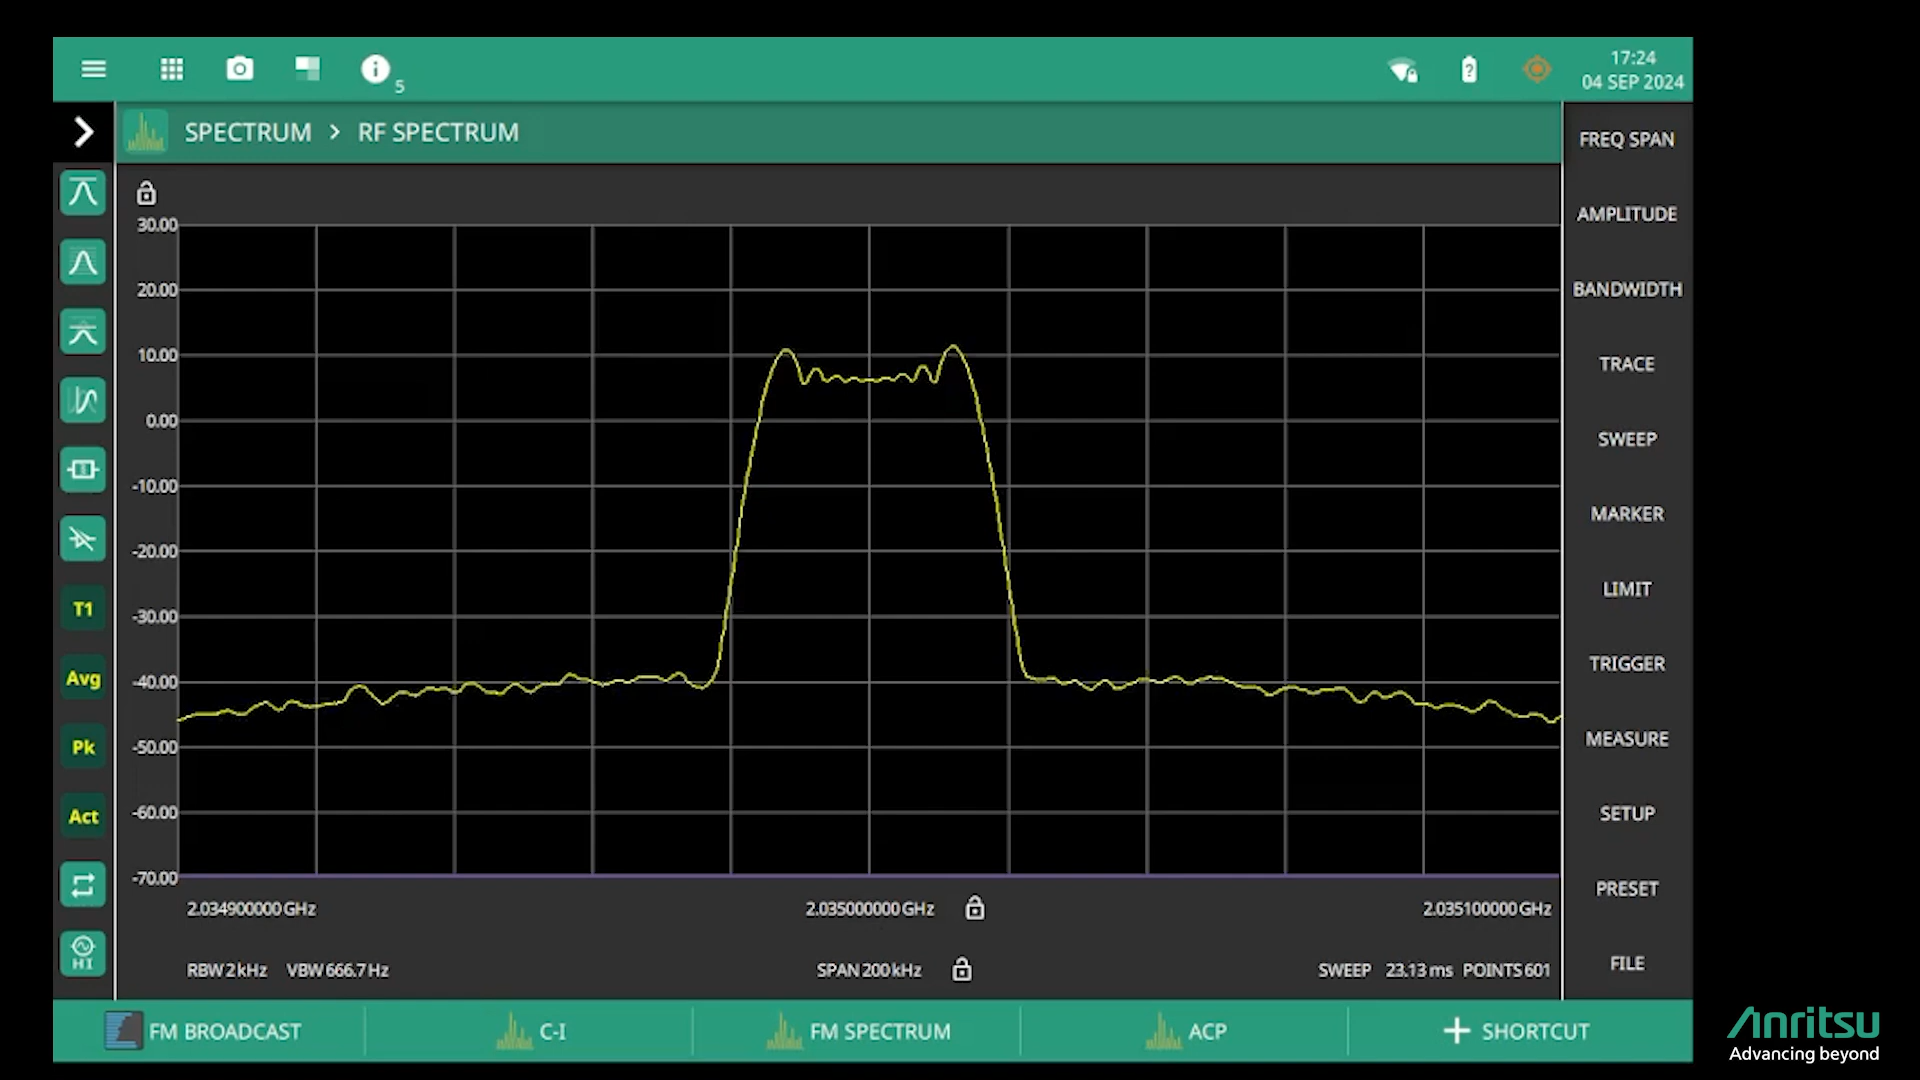 5
?
17:24
04 SEP 2024
SPECTRUM > RF SPECTRUM
FREQ SPAN
AMPLITUDE
BANDWIDTH
TRACE
SWEEP
MARKER
LIMIT
TRIGGER
MEASURE
SETUP
PRESET
FILE
T1
Avg
Pk
Act
HI
30.00
20.00
10.00
0.00
-10.00
-20.00
-30.00
-40.00
-50.00
-60.00
-70.00
2.034900000 GHz 2.035000000 GHz 2.035100000 GHz
RBW 2 kHz VBW 666.7 Hz SPAN 200 kHz SWEEP 23.13 ms POINTS 601
FM BROADCAST C-I FM SPECTRUM ACP + SHORTCUT
Anritsu
Advancing beyond